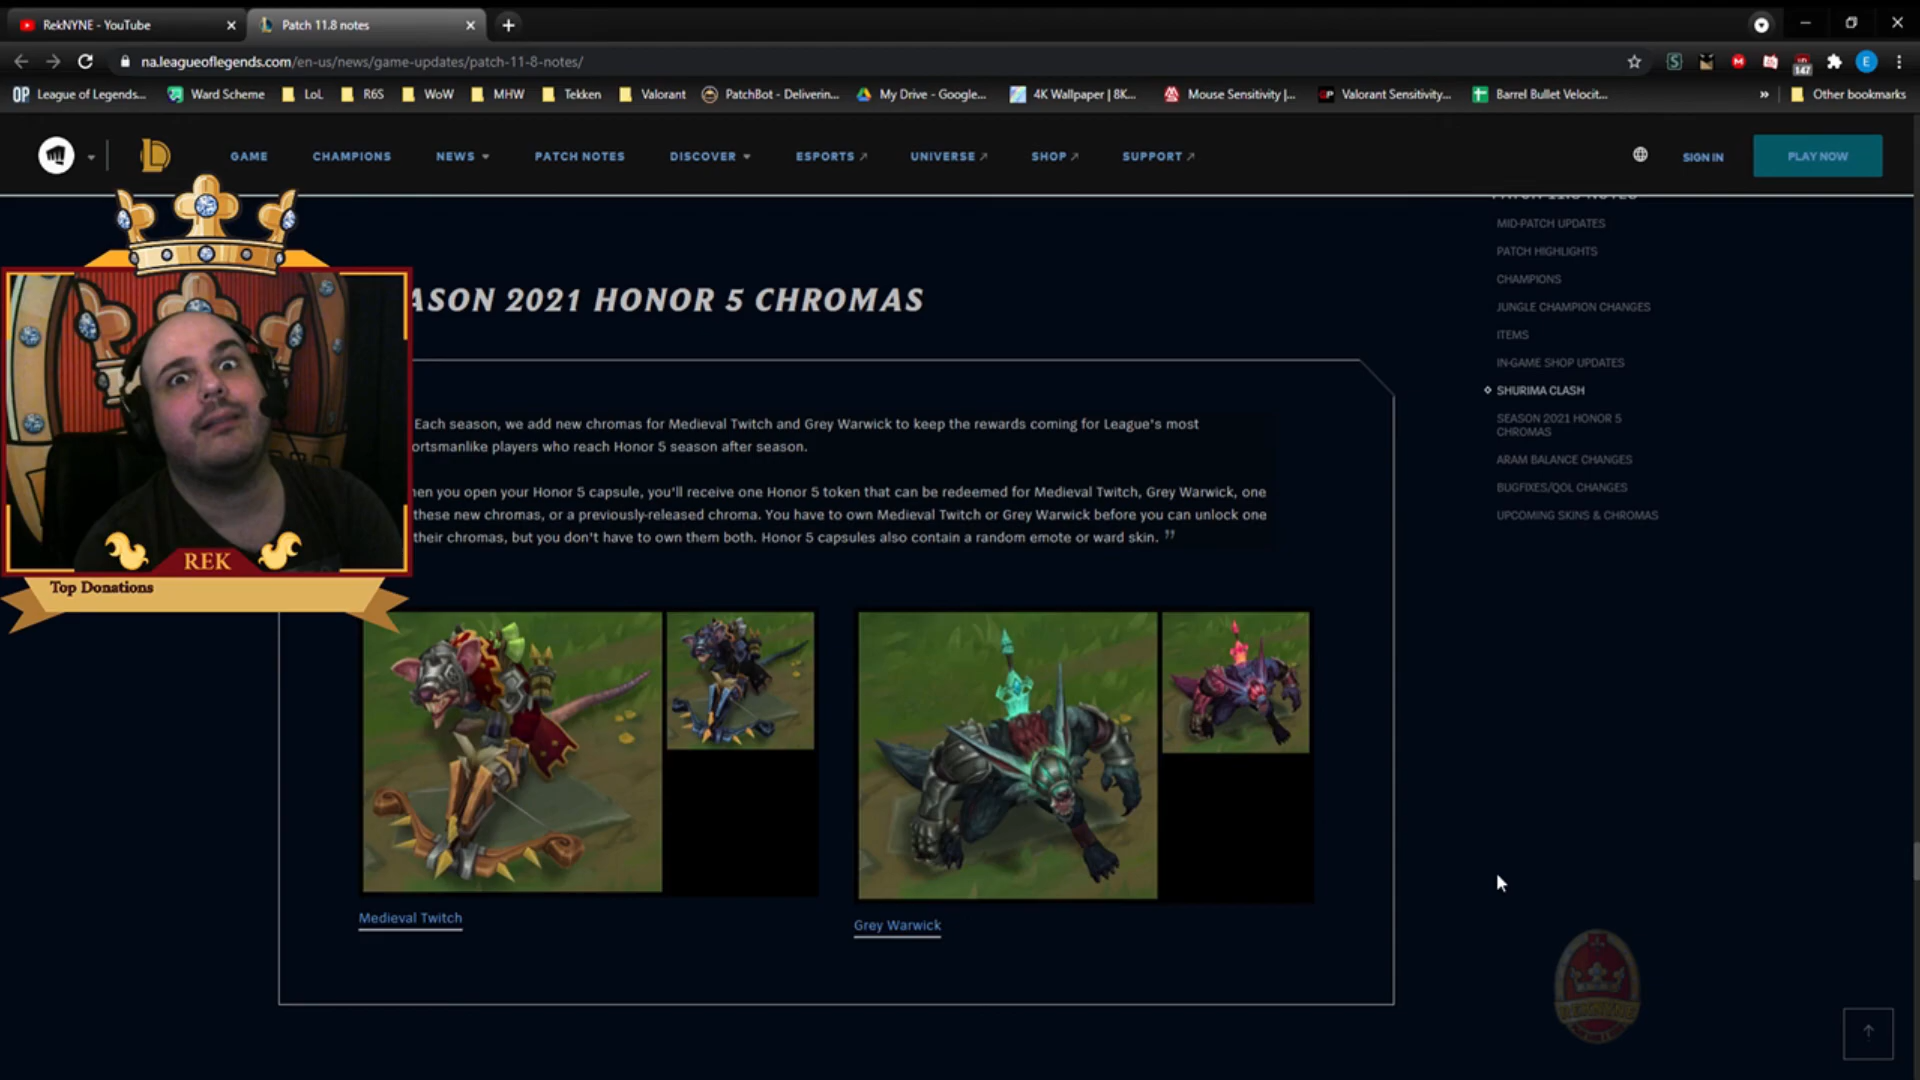 RekNYNE - YouTube
Patch 11.8 notes
na.leagueoflegends.com/en-us/news/game-updates/patch-11-8-notes/
147
E
OP League of Legends...
Ward Scheme
LoL
R6S
WoW
MHW
Tekken
Valorant
PatchBot - Deliverin...
My Drive - Google...
4K Wallpaper | 8K...
Mouse Sensitivity |...
Valorant Sensitivity...
Barrel Bullet Velocit...
Other bookmarks
GAME
CHAMPIONS
NEWS
PATCH NOTES
DISCOVER
ESPORTS
UNIVERSE
SHOP
SUPPORT
SIGN IN
PLAY NOW
PATCH 11.8 NOTES
MID-PATCH UPDATES
PATCH HIGHLIGHTS
CHAMPIONS
JUNGLE CHAMPION CHANGES
ITEMS
IN-GAME SHOP UPDATES
SHURIMA CLASH
SEASON 2021 HONOR 5
CHROMAS
ARAM BALANCE CHANGES
BUGFIXES/QOL CHANGES
UPCOMING SKINS & CHROMAS
ASON 2021 HONOR 5 CHROMAS
Each season, we add new chromas for Medieval Twitch and Grey Warwick to keep the rewards coming for League's most
ortsmanlike players who reach Honor 5 season after season.
en you open your Honor 5 capsule, you'll receive one Honor 5 token that can be redeemed for Medieval Twitch, Grey Warwick, one
these new chromas, or a previously-released chroma. You have to own Medieval Twitch or Grey Warwick before you can unlock one
their chromas, but you don't have to own them both. Honor 5 capsules also contain a random emote or ward skin. ”
REK
Top Donations
Medieval Twitch
Grey Warwick
REKNYNE